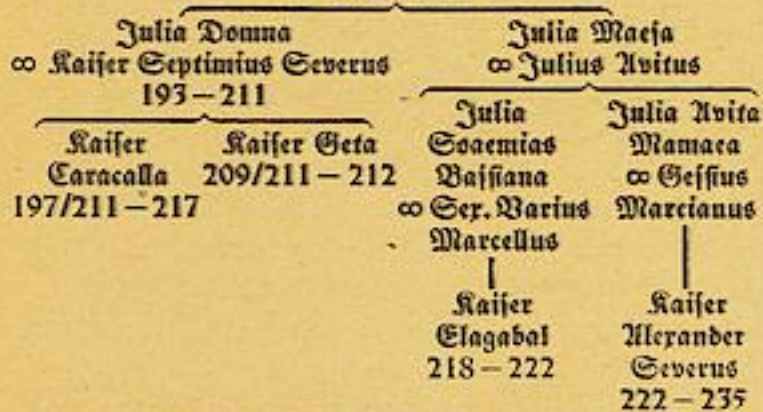 Julia Domna
∞ Kaiser Septimius Severus
193–211
Kaiser
Caracalla
197/211–217
Kaiser Geta
209/211–212
Julia Maesa
∞ Julius Avitus
Julia
Soaemias
Bassiana
∞ Sex. Varius
Marcellus
Kaiser
Elagabal
218–222
Julia Avita
Mamaea
∞ Gessius
Marcianus
Kaiser
Alexander
Severus
222–235